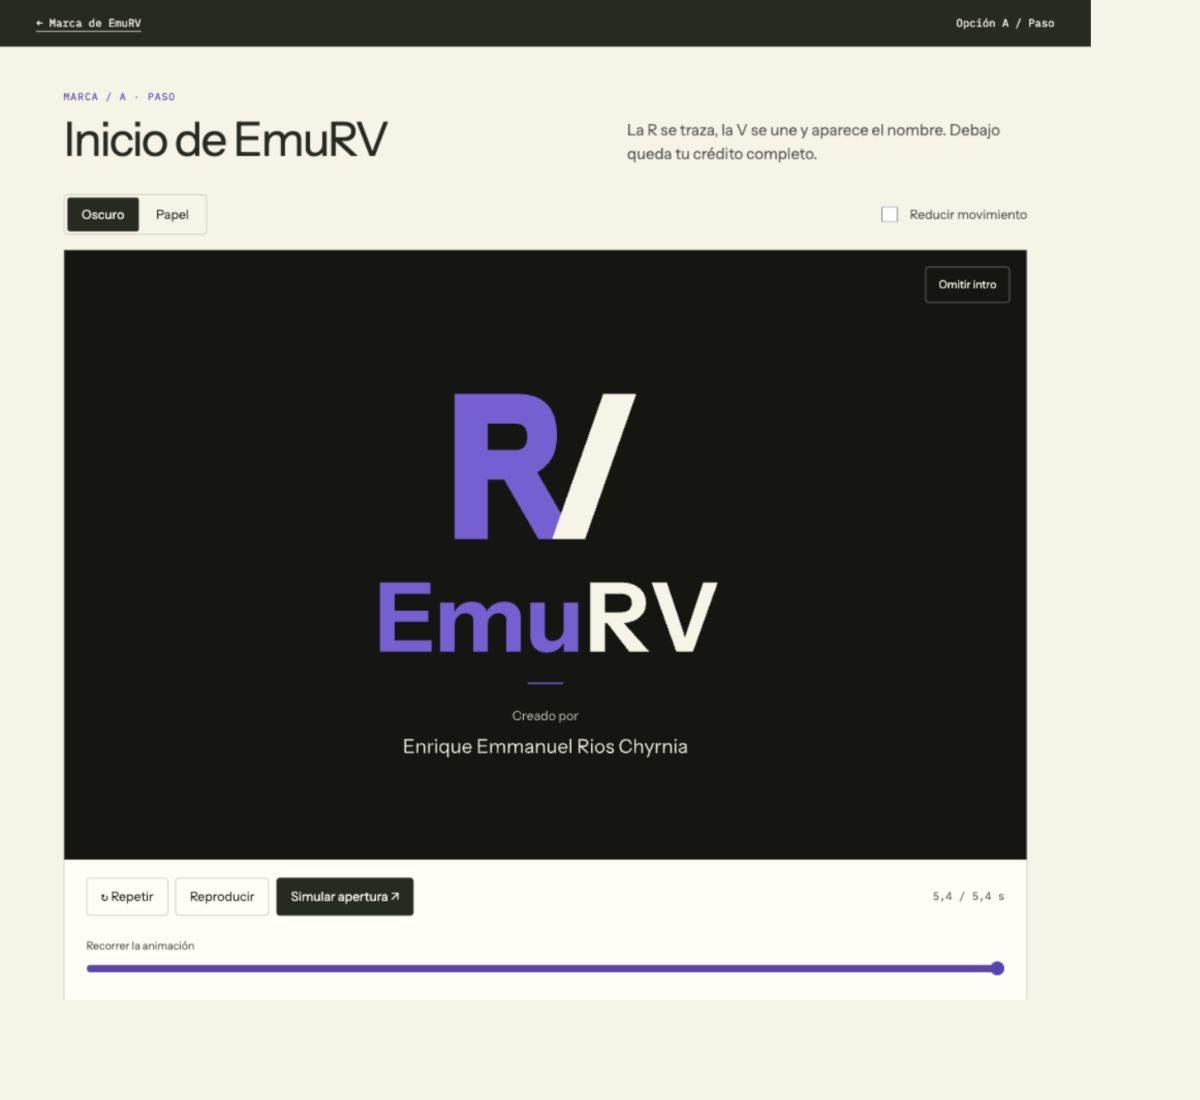 ← Marca de EmuRV
Opción A / Paso
MARCA / A · PASO
Inicio de EmuRV
La R se traza, la V se une y aparece el nombre. Debajo
queda tu crédito completo.
Oscuro
Papel
Reducir movimiento
Omitir intro
R/
EmuRV
Creado por
Enrique Emmanuel Rios Chyrnia
↻ Repetir
Reproducir
Simular apertura ↗
5,4 / 5,4 s
Recorrer la animación